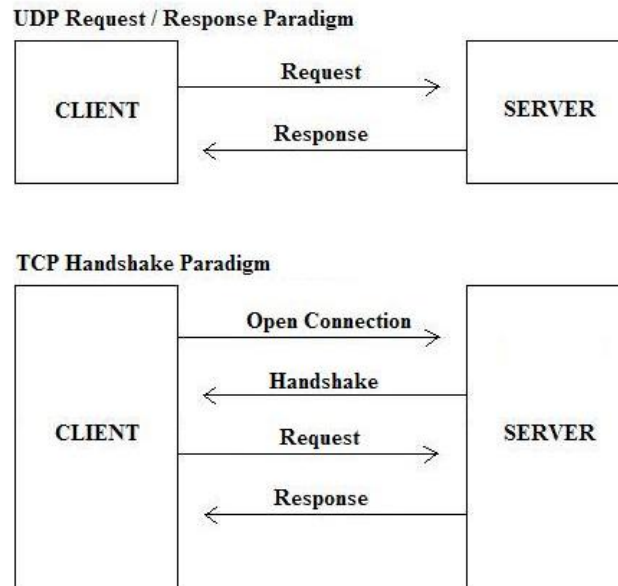 UDP Request / Response Paradigm
Request
CLIENT
SERVER
Response
TCP Handshake Paradigm
Open Connection
Handshake
CLIENT
SERVER
Request
Response